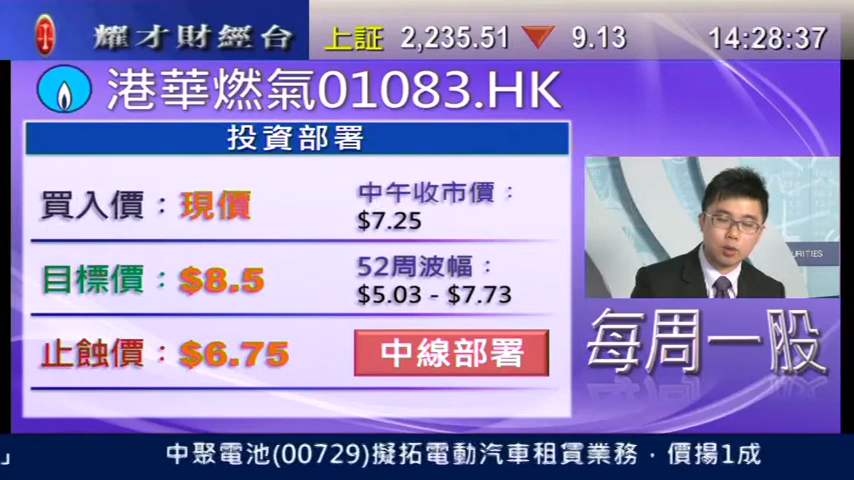 耀才財經台
上証 2,235.51 9.13 14:28:37
港華燃氣01083.HK
投資部署
買入價：現價
中午收市價：
$7.25
目標價：$8.5
52周波幅：
$5.03 - $7.73
止蝕價：$6.75
中線部署
URITIES
每周一股
」 中聚電池(00729)擬拓電動汽車租賃業務，價揚1成